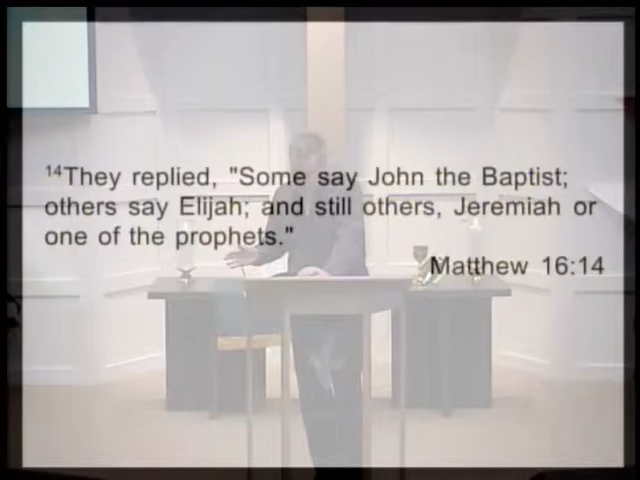 14They replied, "Some say John the Baptist;
others say Elijah; and still others, Jeremiah or
one of the prophets."
Matthew 16:14